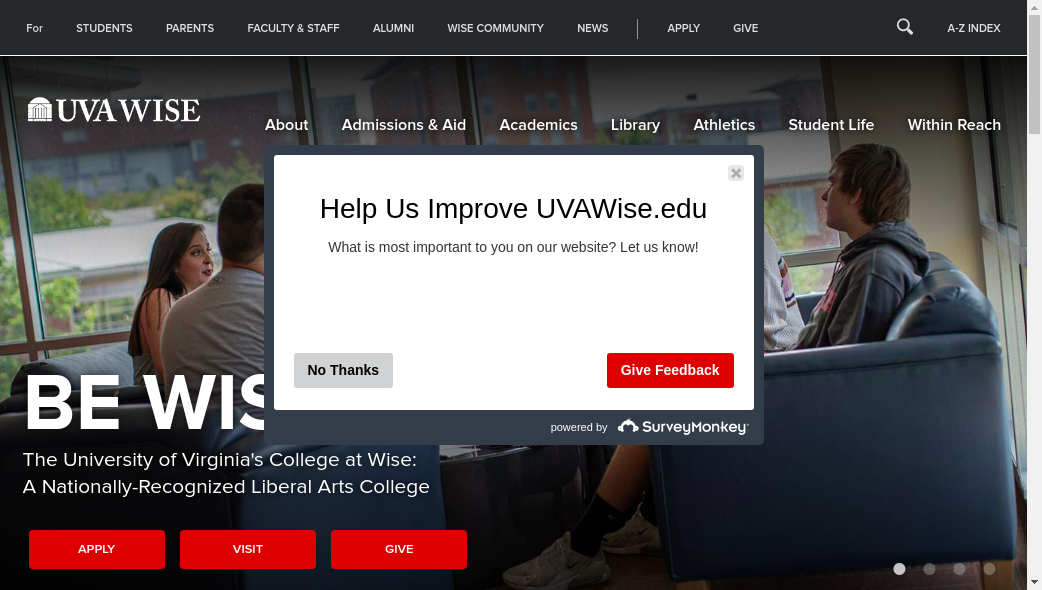 For
STUDENTS
PARENTS
FACULTY & STAFF
ALUMNI
WISE COMMUNITY
NEWS
APPLY
GIVE
A-Z INDEX
UVAWISE
About
Admissions & Aid
Academics
Library
Athletics
Student Life
Within Reach
Help Us Improve UVAWise.edu
What is most important to you on our website? Let us know!
No Thanks
Give Feedback
powered by
SurveyMonkey
BE WIS
The University of Virginia's College at Wise:
A Nationally-Recognized Liberal Arts College
APPLY
VISIT
GIVE